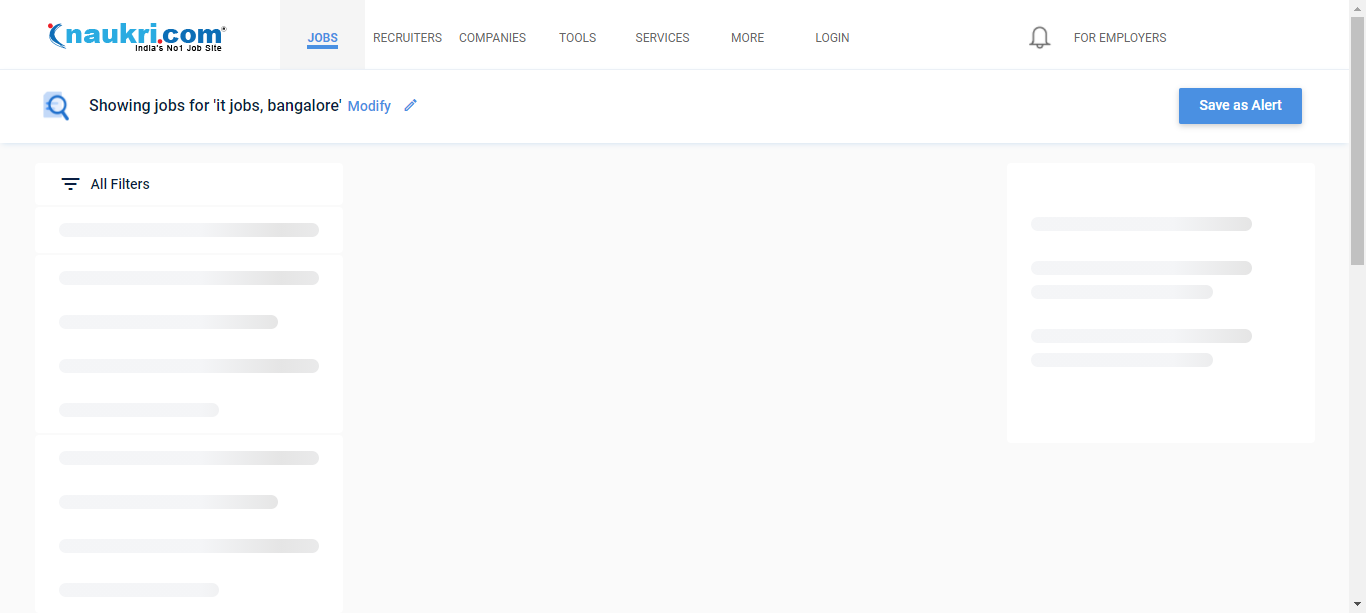 naukri.com
India's No1 Job Site
JOBS RECRUITERS COMPANIES TOOLS SERVICES MORE LOGIN FOR EMPLOYERS
Showing jobs for 'it jobs, bangalore' Modify
Save as Alert
All Filters